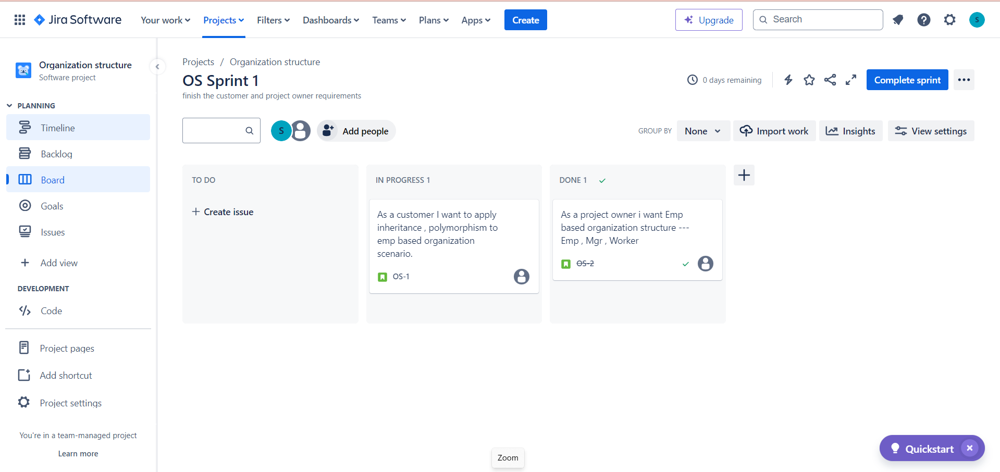 Jira Software
Your work
Projects
Filters
Dashboards
Teams
Plans
Apps
Create
Upgrade
Search
S
Organization structure
Software project
PLANNING
Timeline
Backlog
Board
Goals
Issues
Add view
DEVELOPMENT
Code
Project pages
Add shortcut
Project settings
You're in a team-managed project
Learn more
Projects / Organization structure
OS Sprint 1
finish the customer and project owner requirements
0 days remaining
Complete sprint
S
Add people
GROUP BY
None
Import work
Insights
View settings
TO DO
+ Create issue
IN PROGRESS 1
As a customer I want to apply
inheritance , polymorphism to
emp based organization
scenario.
OS-1
DONE 1
As a project owner i want Emp
based organization structure ---
Emp , Mgr , Worker
OS-2
Zoom
Quickstart